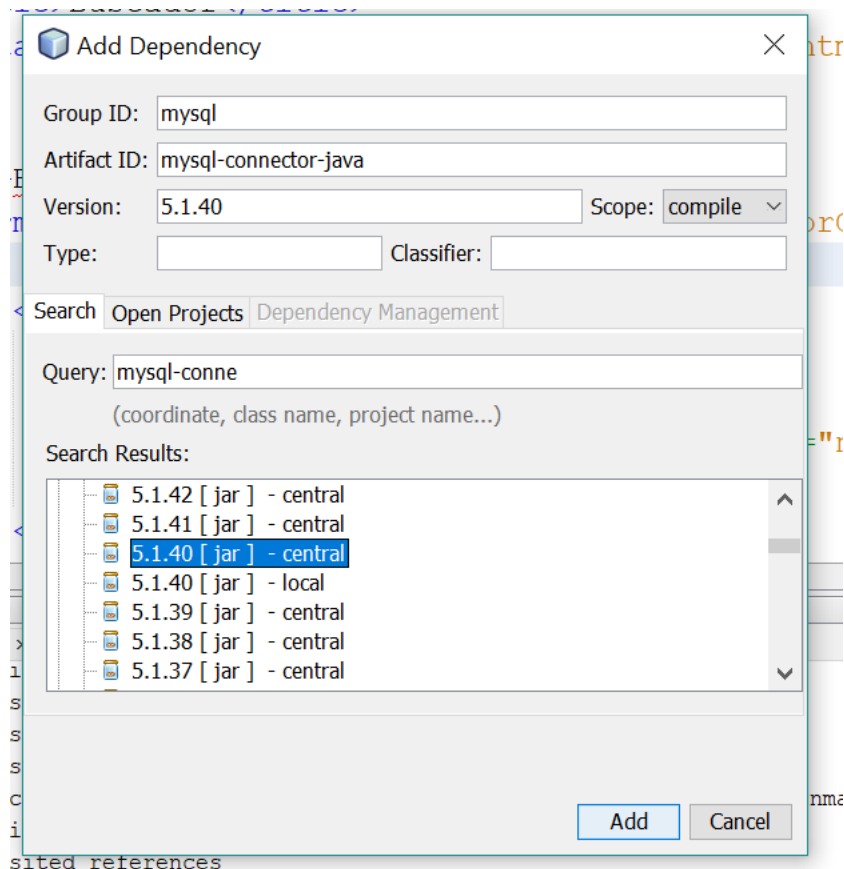 Add Dependency
Group ID: mysql
Artifact ID: mysql-connector-java
Version: 5.1.40 Scope: compile
Type: Classifier:
Search Open Projects Dependency Management
Query: mysql-conne
(coordinate, class name, project name...)
Search Results:
5.1.42 [ jar ] - central
5.1.41 [ jar ] - central
5.1.40 [ jar ] - central
5.1.40 [ jar ] - local
5.1.39 [ jar ] - central
5.1.38 [ jar ] - central
5.1.37 [ jar ] - central
Add Cancel
sited references